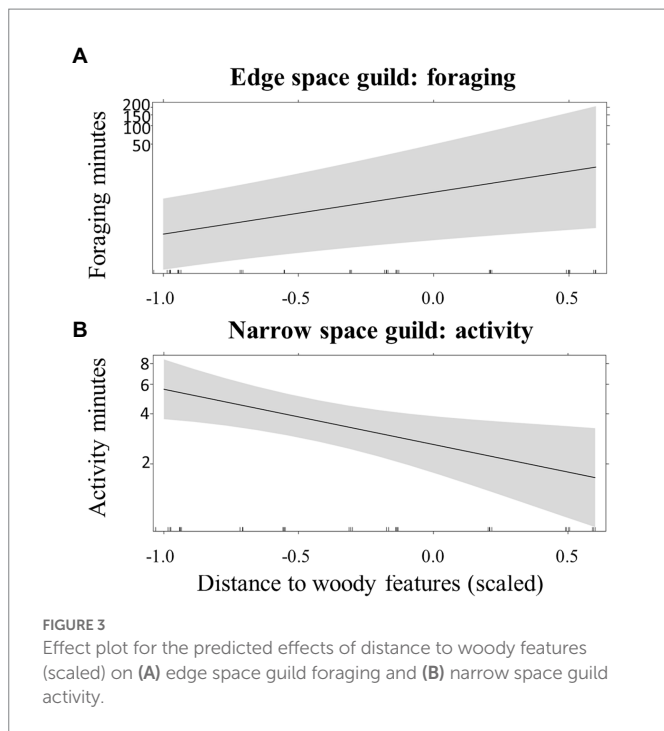 A
Edge space guild: foraging
Foraging minutes
200
150
100
50
-1.0 -0.5 0.0 0.5
B
Narrow space guild: activity
Activity minutes
8
6
4
2
-1.0 -0.5 0.0 0.5
Distance to woody features (scaled)
FIGURE 3
Effect plot for the predicted effects of distance to woody features
(scaled) on (A) edge space guild foraging and (B) narrow space guild
activity.